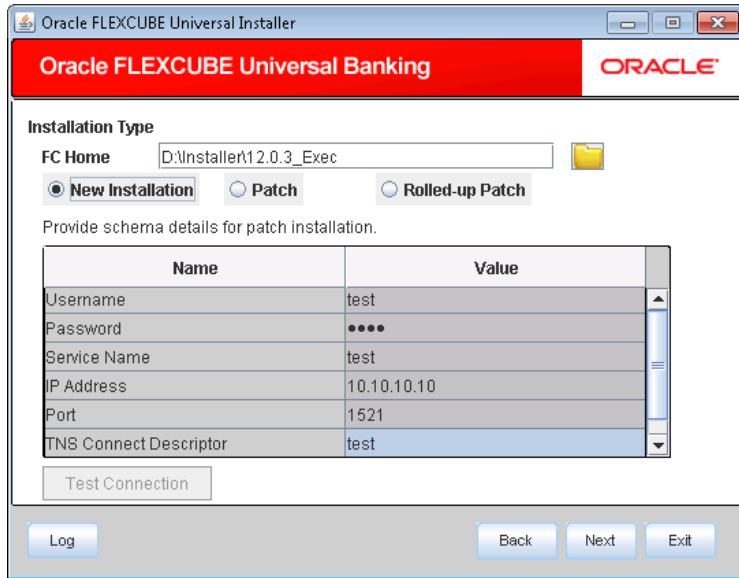 Oracle FLEXCUBE Universal Installer
Oracle FLEXCUBE Universal Banking
ORACLE
Installation Type
FC Home D:\Installer\12.0.3_Exec
New Installation Patch Rolled-up Patch
Provide schema details for patch installation.
Name Value
Username test
Password ●●●●
Service Name test
IP Address 10.10.10.10
Port 1521
TNS Connect Descriptor test
Test Connection
Log Back Next Exit